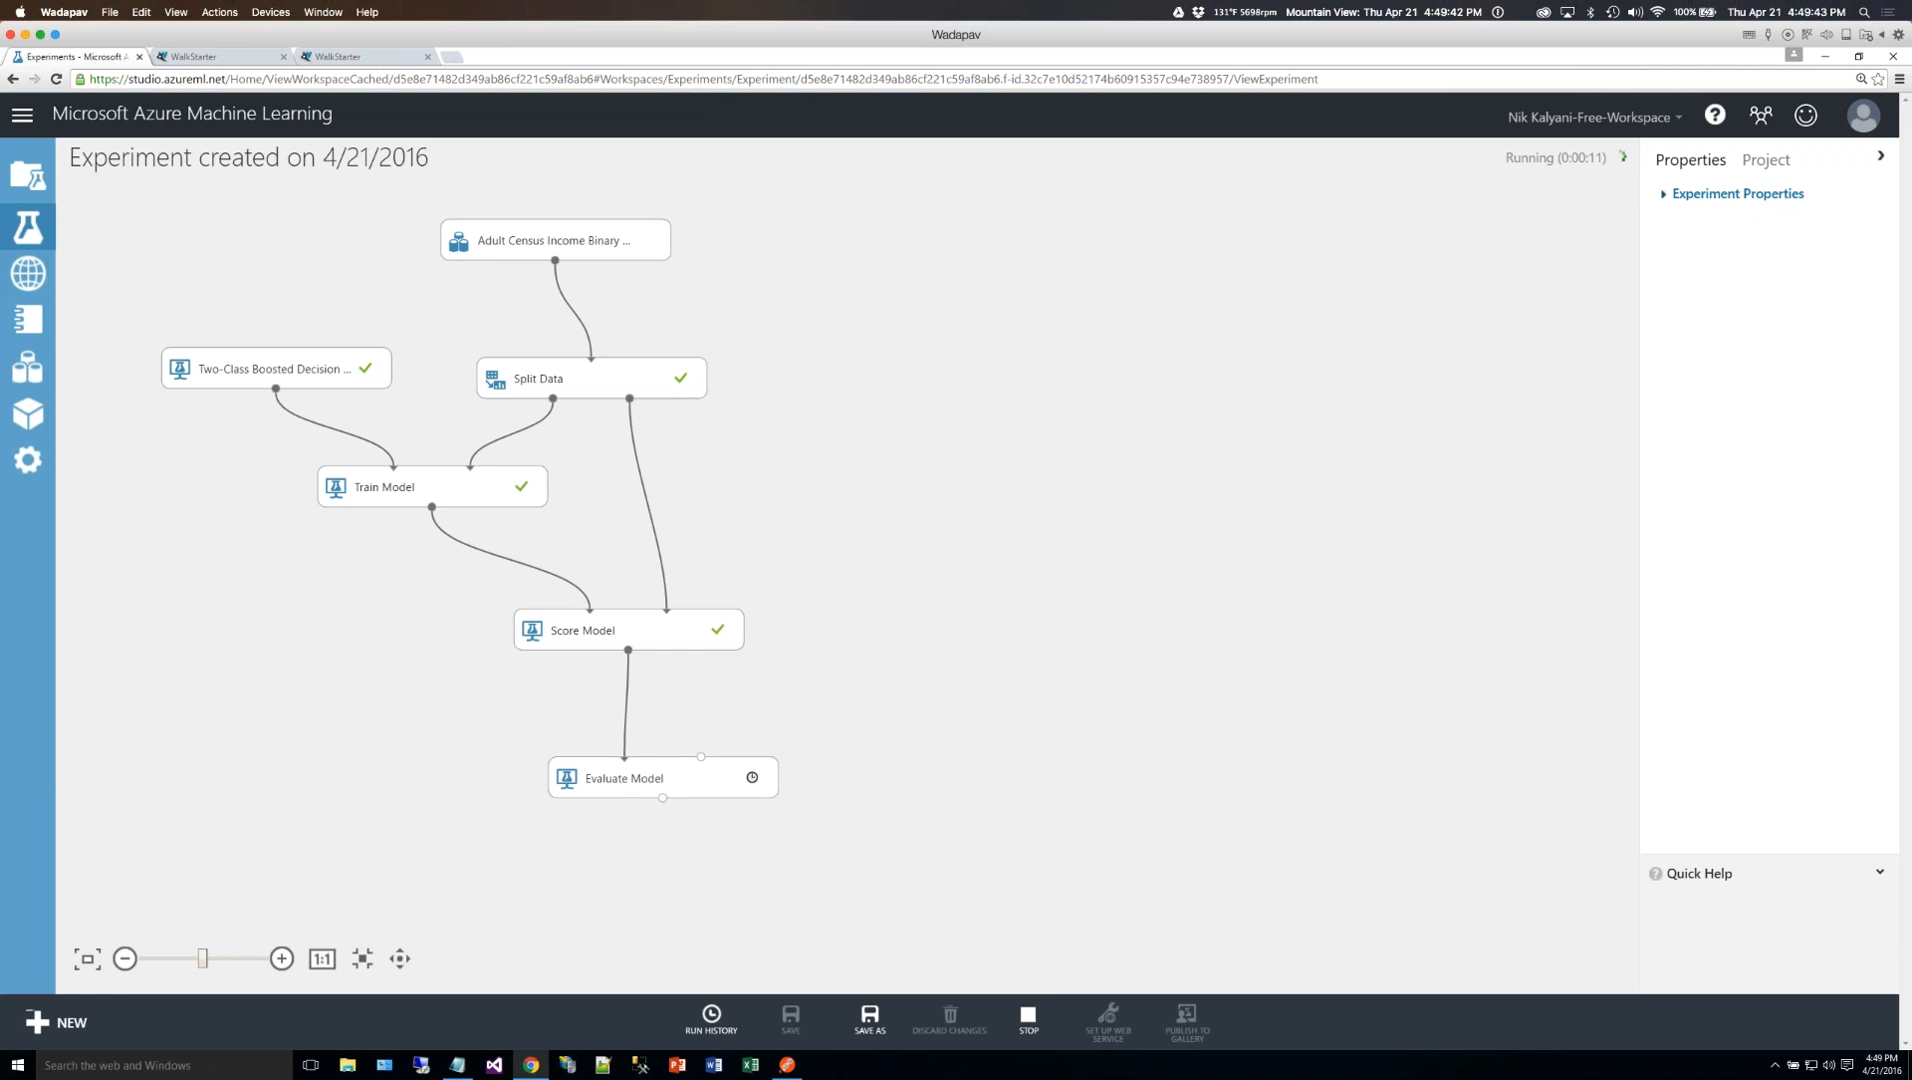 Wadapav File Edit View Actions Devices Window Help
131°F 5698rpm Mountain View: Thu Apr 21 4:49:42 PM 100% Thu Apr 21 4:49:43 PM
Wadapav
Experiments - Microsoft A WalkStarter WalkStarter
https://studio.azureml.net/Home/ViewWorkspaceCached/d5e8e71482d349ab86cf221c59af8ab6#Workspaces/Experiments/Experiment/d5e8e71482d349ab86cf221c59af8ab6.f-id.32c7e10d52174b60915357c94e738957/ViewExperiment
Microsoft Azure Machine Learning
Nik Kalyani-Free-Workspace
Experiment created on 4/21/2016
Running (0:00:11)
Properties Project
Experiment Properties
Adult Census Income Binary ...
Two-Class Boosted Decision ...
Split Data
Train Model
Score Model
Evaluate Model
Quick Help
1:1
NEW
RUN HISTORY
SAVE
SAVE AS
DISCARD CHANGES
STOP
SET UP WEB SERVICE
PUBLISH TO GALLERY
Search the web and Windows
4:49 PM
4/21/2016